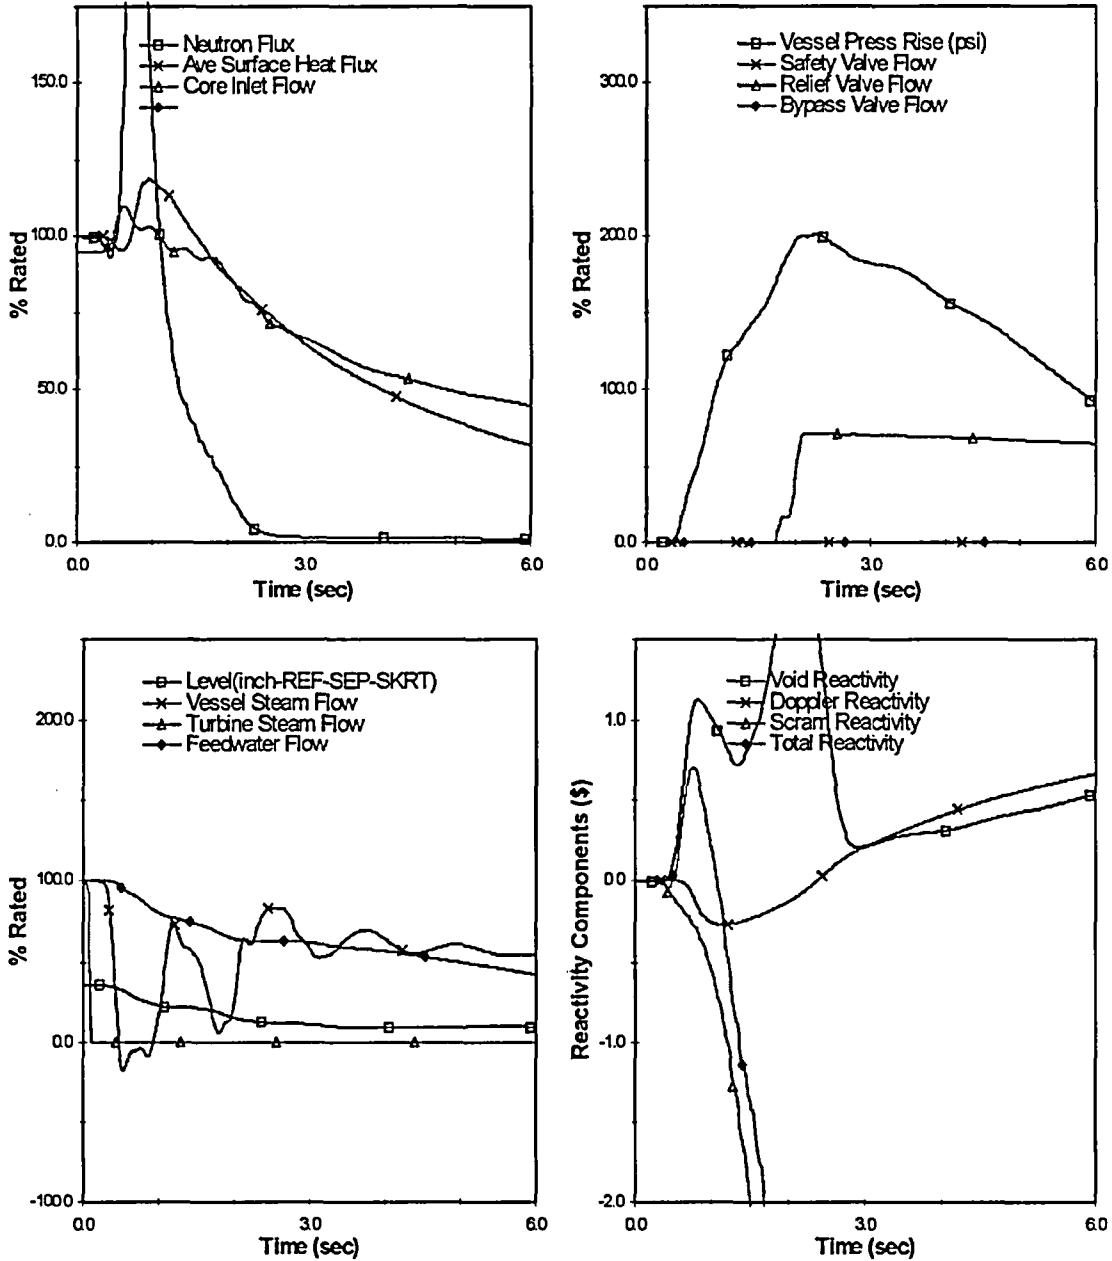 Neutron Flux
Ave Surface Heat Flux
Core Inlet Flow
150.0
100.0
50.0
0.0
% Rated
0.0 3.0 6.0
Time (sec)
Vessel Press Rise (psi)
Safety Valve Flow
Relief Valve Flow
Bypass Valve Flow
300.0
200.0
100.0
0.0
% Rated
0.0 3.0 6.0
Time (sec)
Level(inch-REF-SEP-SKRT)
Vessel Steam Flow
Turbine Steam Flow
Feedwater Flow
200.0
100.0
0.0
-100.0
% Rated
0.0 3.0 6.0
Time (sec)
Void Reactivity
Doppler Reactivity
Scram Reactivity
Total Reactivity
1.0
0.0
-1.0
-2.0
Reactivity Components ($)
0.0 3.0 6.0
Time (sec)